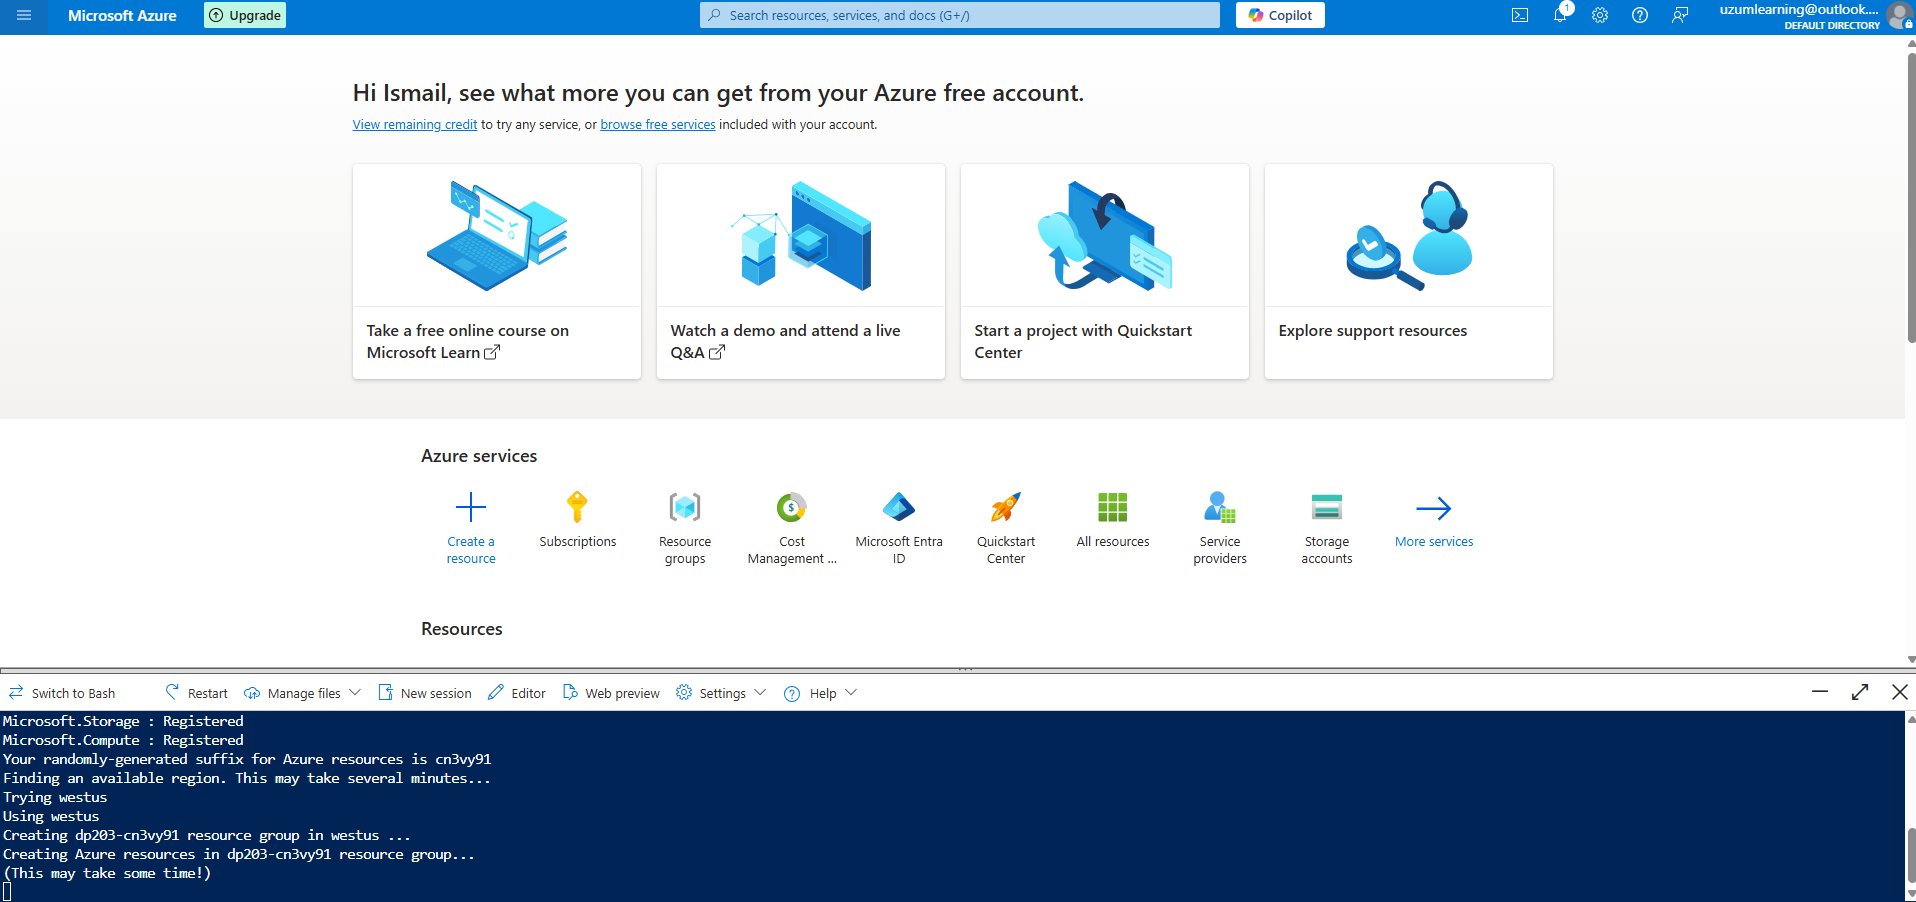 Microsoft Azure
Upgrade
Search resources, services, and docs (G+/)
Copilot
1
uzumlearning@outlook....
DEFAULT DIRECTORY
Hi Ismail, see what more you can get from your Azure free account.
View remaining credit to try any service, or browse free services included with your account.
Take a free online course on
Microsoft Learn
Watch a demo and attend a live
Q&A
Start a project with Quickstart
Center
Explore support resources
Azure services
Create a
resource
Subscriptions
Resource
groups
Cost
Management ...
Microsoft Entra
ID
Quickstart
Center
All resources
Service
providers
Storage
accounts
More services
Resources
Switch to Bash
Restart
Manage files
New session
Editor
Web preview
Settings
Help
Microsoft.Storage : Registered
Microsoft.Compute : Registered
Your randomly-generated suffix for Azure resources is cn3vy91
Finding an available region. This may take several minutes...
Trying westus
Using westus
Creating dp203-cn3vy91 resource group in westus ...
Creating Azure resources in dp203-cn3vy91 resource group...
(This may take some time!)